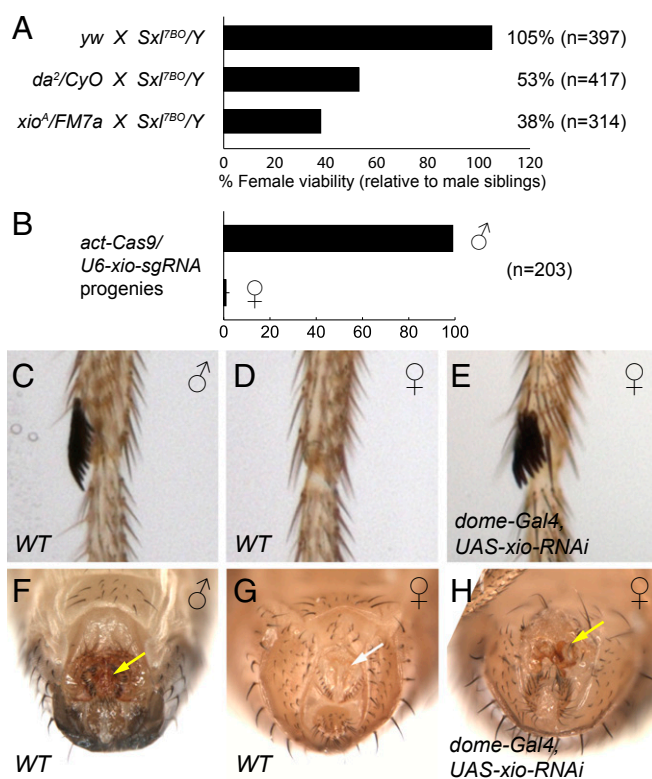 A
yw X Sxl7BO/Y
105% (n=397)
da2/CyO X Sxl7BO/Y
53% (n=417)
xioA/FM7a X Sxl7BO/Y
38% (n=314)
0 20 40 60 80 100 120
% Female viability (relative to male siblings)
B
act-Cas9/
U6-xio-sgRNA
progenies
♂
♀
(n=203)
0 20 40 60 80 100
C ♂
WT
D ♀
WT
E ♀
dome-Gal4,
UAS-xio-RNAi
F ♂
WT
G ♀
WT
H ♀
dome-Gal4,
UAS-xio-RNAi